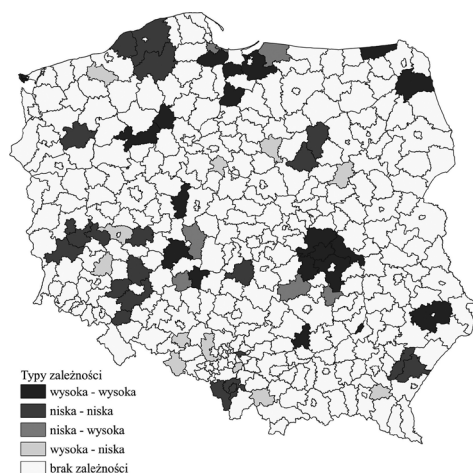 Typy zależności
wysoka - wysoka
niska - niska
niska - wysoka
wysoka - niska
brak zależności